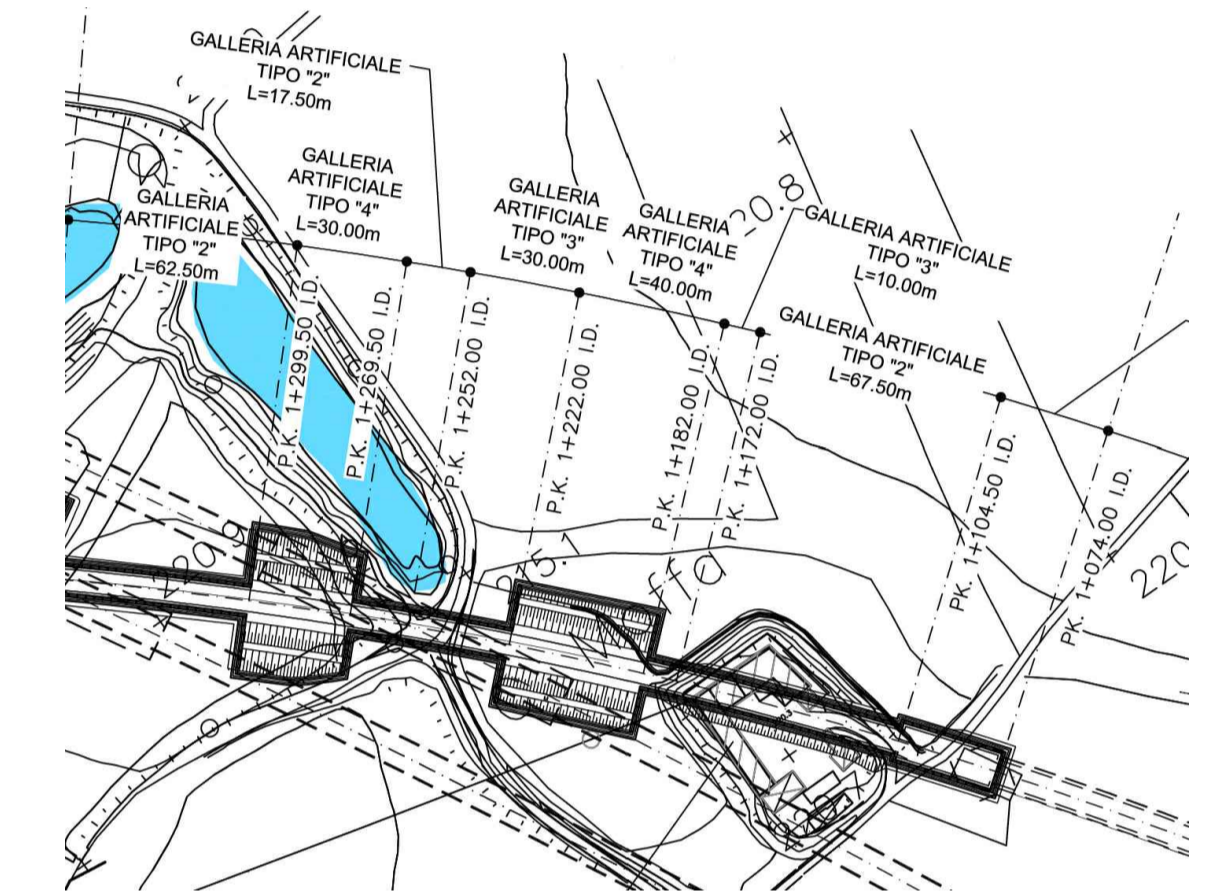 GALLERIA ARTIFICIALE
TIPO "2"
L=17.50m
GALLERIA
ARTIFICIALE
TIPO "4"
L=30.00m
GALLERIA
ARTIFICIALE
TIPO "2"
L=62.50m
GALLERIA
ARTIFICIALE
TIPO "3"
L=30.00m
GALLERIA
ARTIFICIALE
TIPO "4"
L=40.00m
GALLERIA ARTIFICIALE
TIPO "3"
L=10.00m
GALLERIA ARTIFICIALE
TIPO "2"
L=67.50m
P.K. 1+299.50 I.D.
P.K. 1+269.50 I.D.
P.K. 1+252.00 I.D.
P.K. 1+222.00 I.D.
P.K. 1+182.00 I.D.
P.K. 1+172.00 I.D.
PK. 1+104.50 I.D.
PK. 1+074.00 I.D.
220.9
220